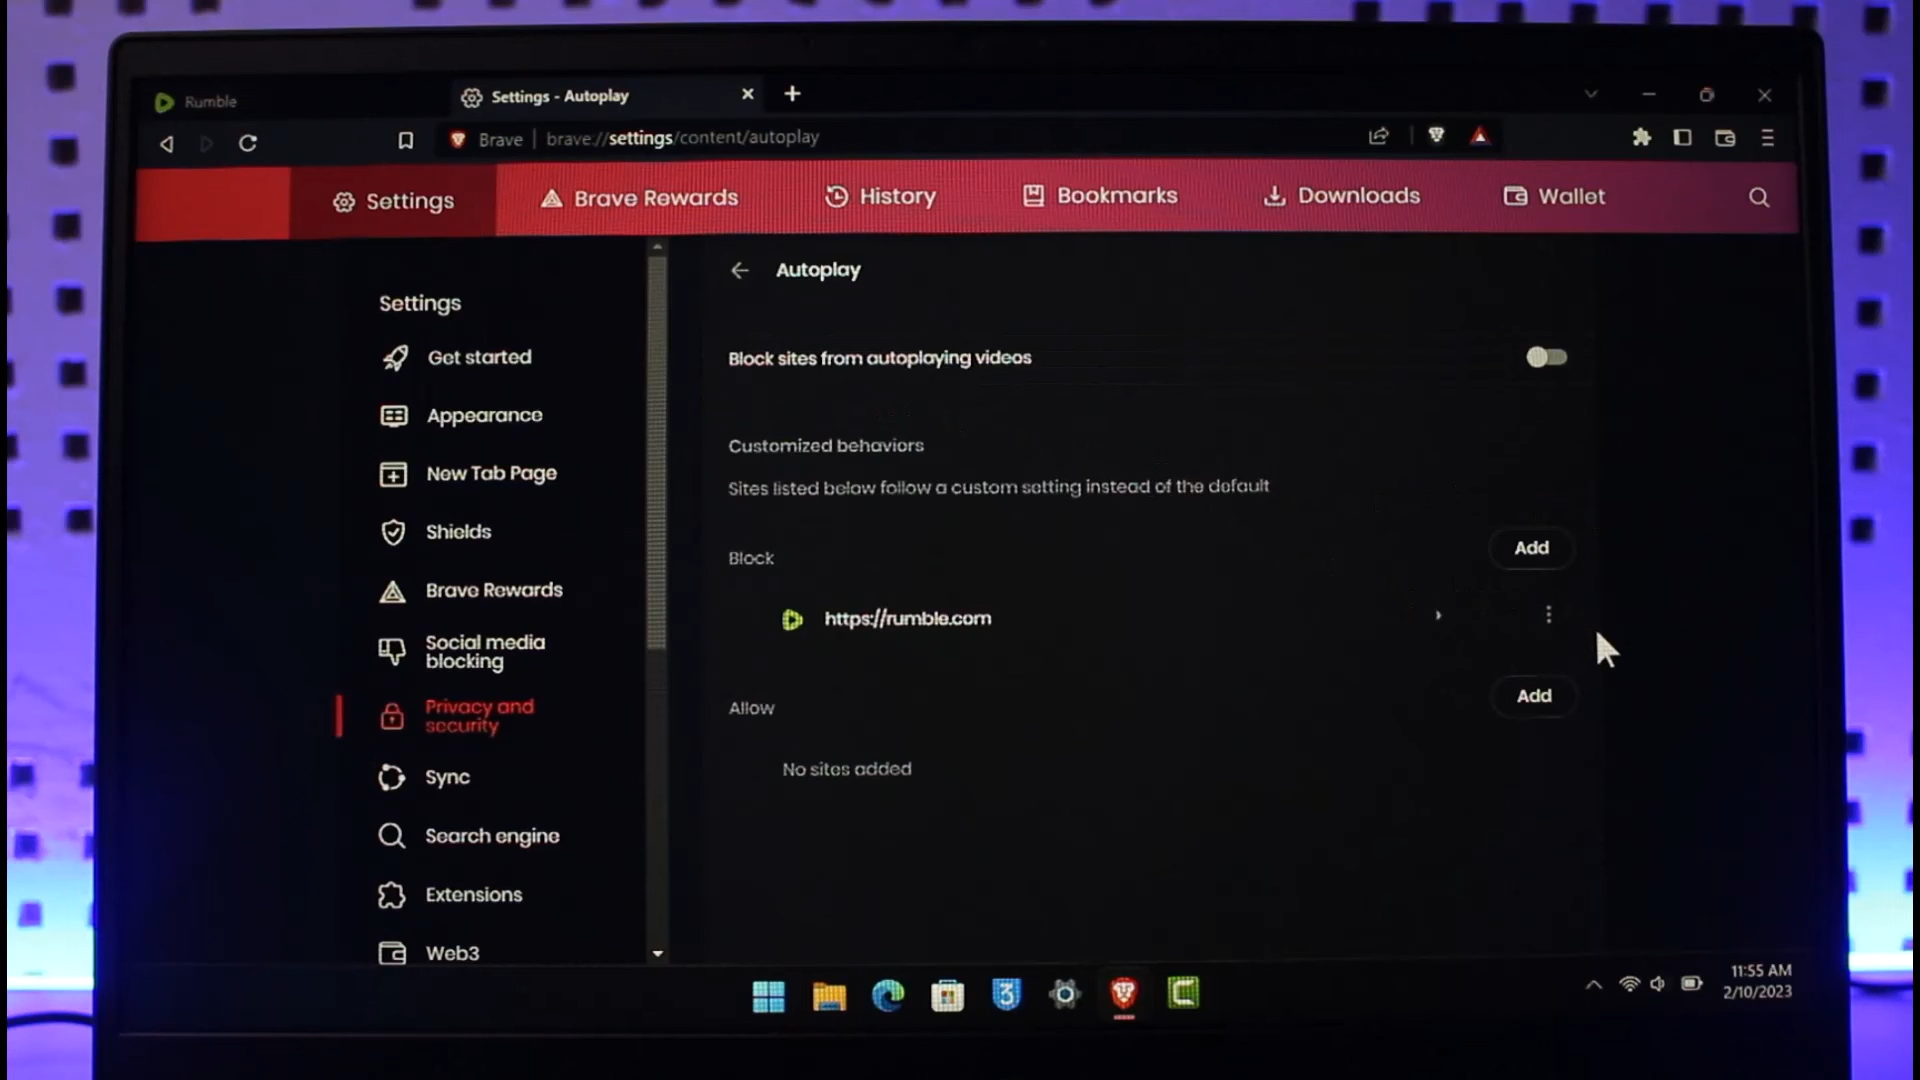 Rumble
Settings - Autoplay
Brave | brave://settings/content/autoplay
Settings
Brave Rewards
History
Bookmarks
Downloads
Wallet
Settings
Get started
Appearance
New Tab Page
Shields
Brave Rewards
Social media
blocking
Privacy and
security
Sync
Search engine
Extensions
Web3
Autoplay
Block sites from autoplaying videos
Customized behaviors
Sites listed below follow a custom setting instead of the default
Block
Add
https://rumble.com
Allow
Add
No sites added
3
11:55 AM
2/10/2023